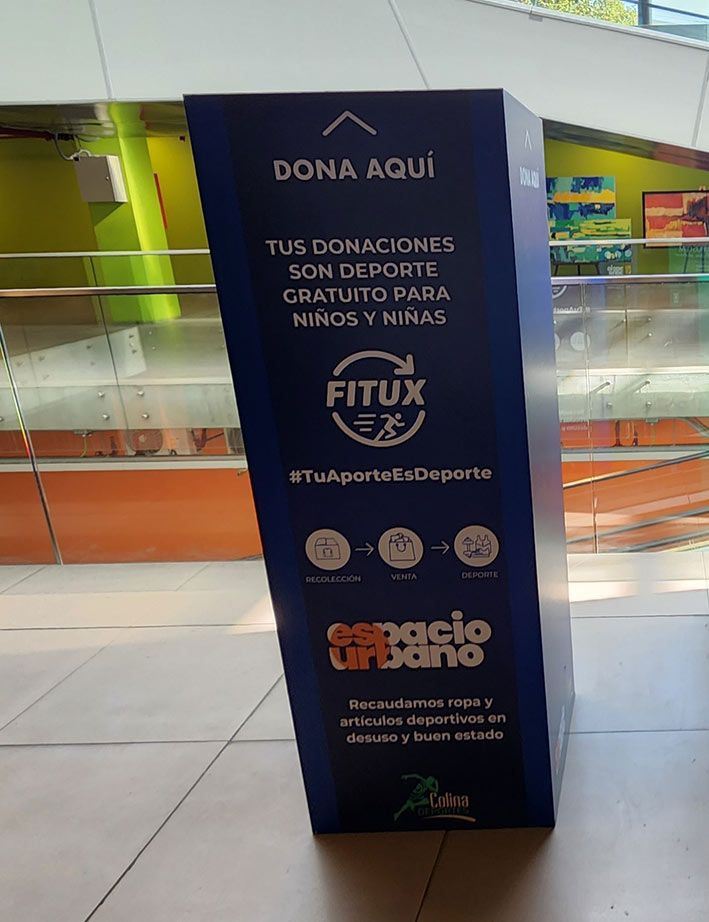 DONA AQUÍ
TUS DONACIONES
SON DEPORTE
GRATUITO PARA
NIÑOS Y NIÑAS
FITUX
#TuAporteEsDeporte
RECOLECCIÓN
VENTA
DEPORTE
espacio
urbano
Recaudamos ropa y
artículos deportivos en
desuso y buen estado
Colina
DEPORTES
DONA AQUÍ